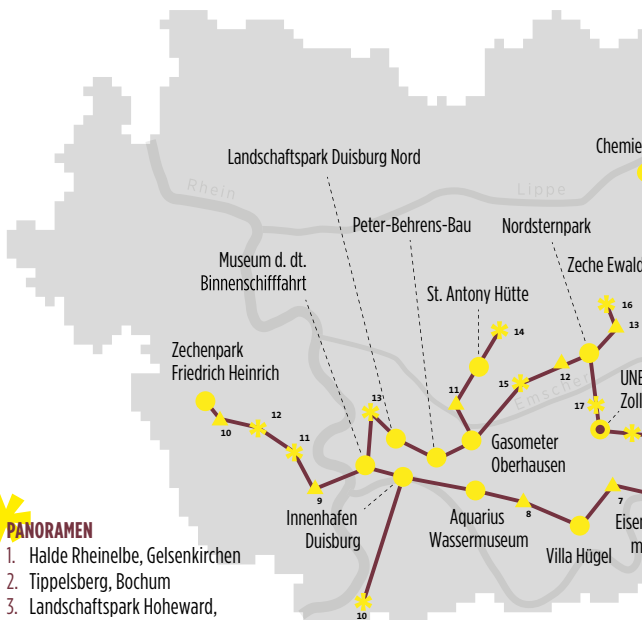 Chemie
Landschaftspark Duisburg Nord
Rhein
Lippe
Peter-Behrens-Bau
Nordsternpark
Museum d. dt.
Binnenschifffahrt
Zeche Ewald
St. Antony Hütte
16
13
14
Zechenpark
Friedrich Heinrich
12
15
UNE
Zoll
Emscher
11
13
17
10
12
11
Gasometer
Oberhausen
9
7
8
Innenhafen
Duisburg
Aquarius
Wassermuseum
Eisen
m
Villa Hügel
10
PANORAMEN
1. Halde Rheinelbe, Gelsenkirchen
2. Tippelsberg, Bochum
3. Landschaftspark Hoheward,